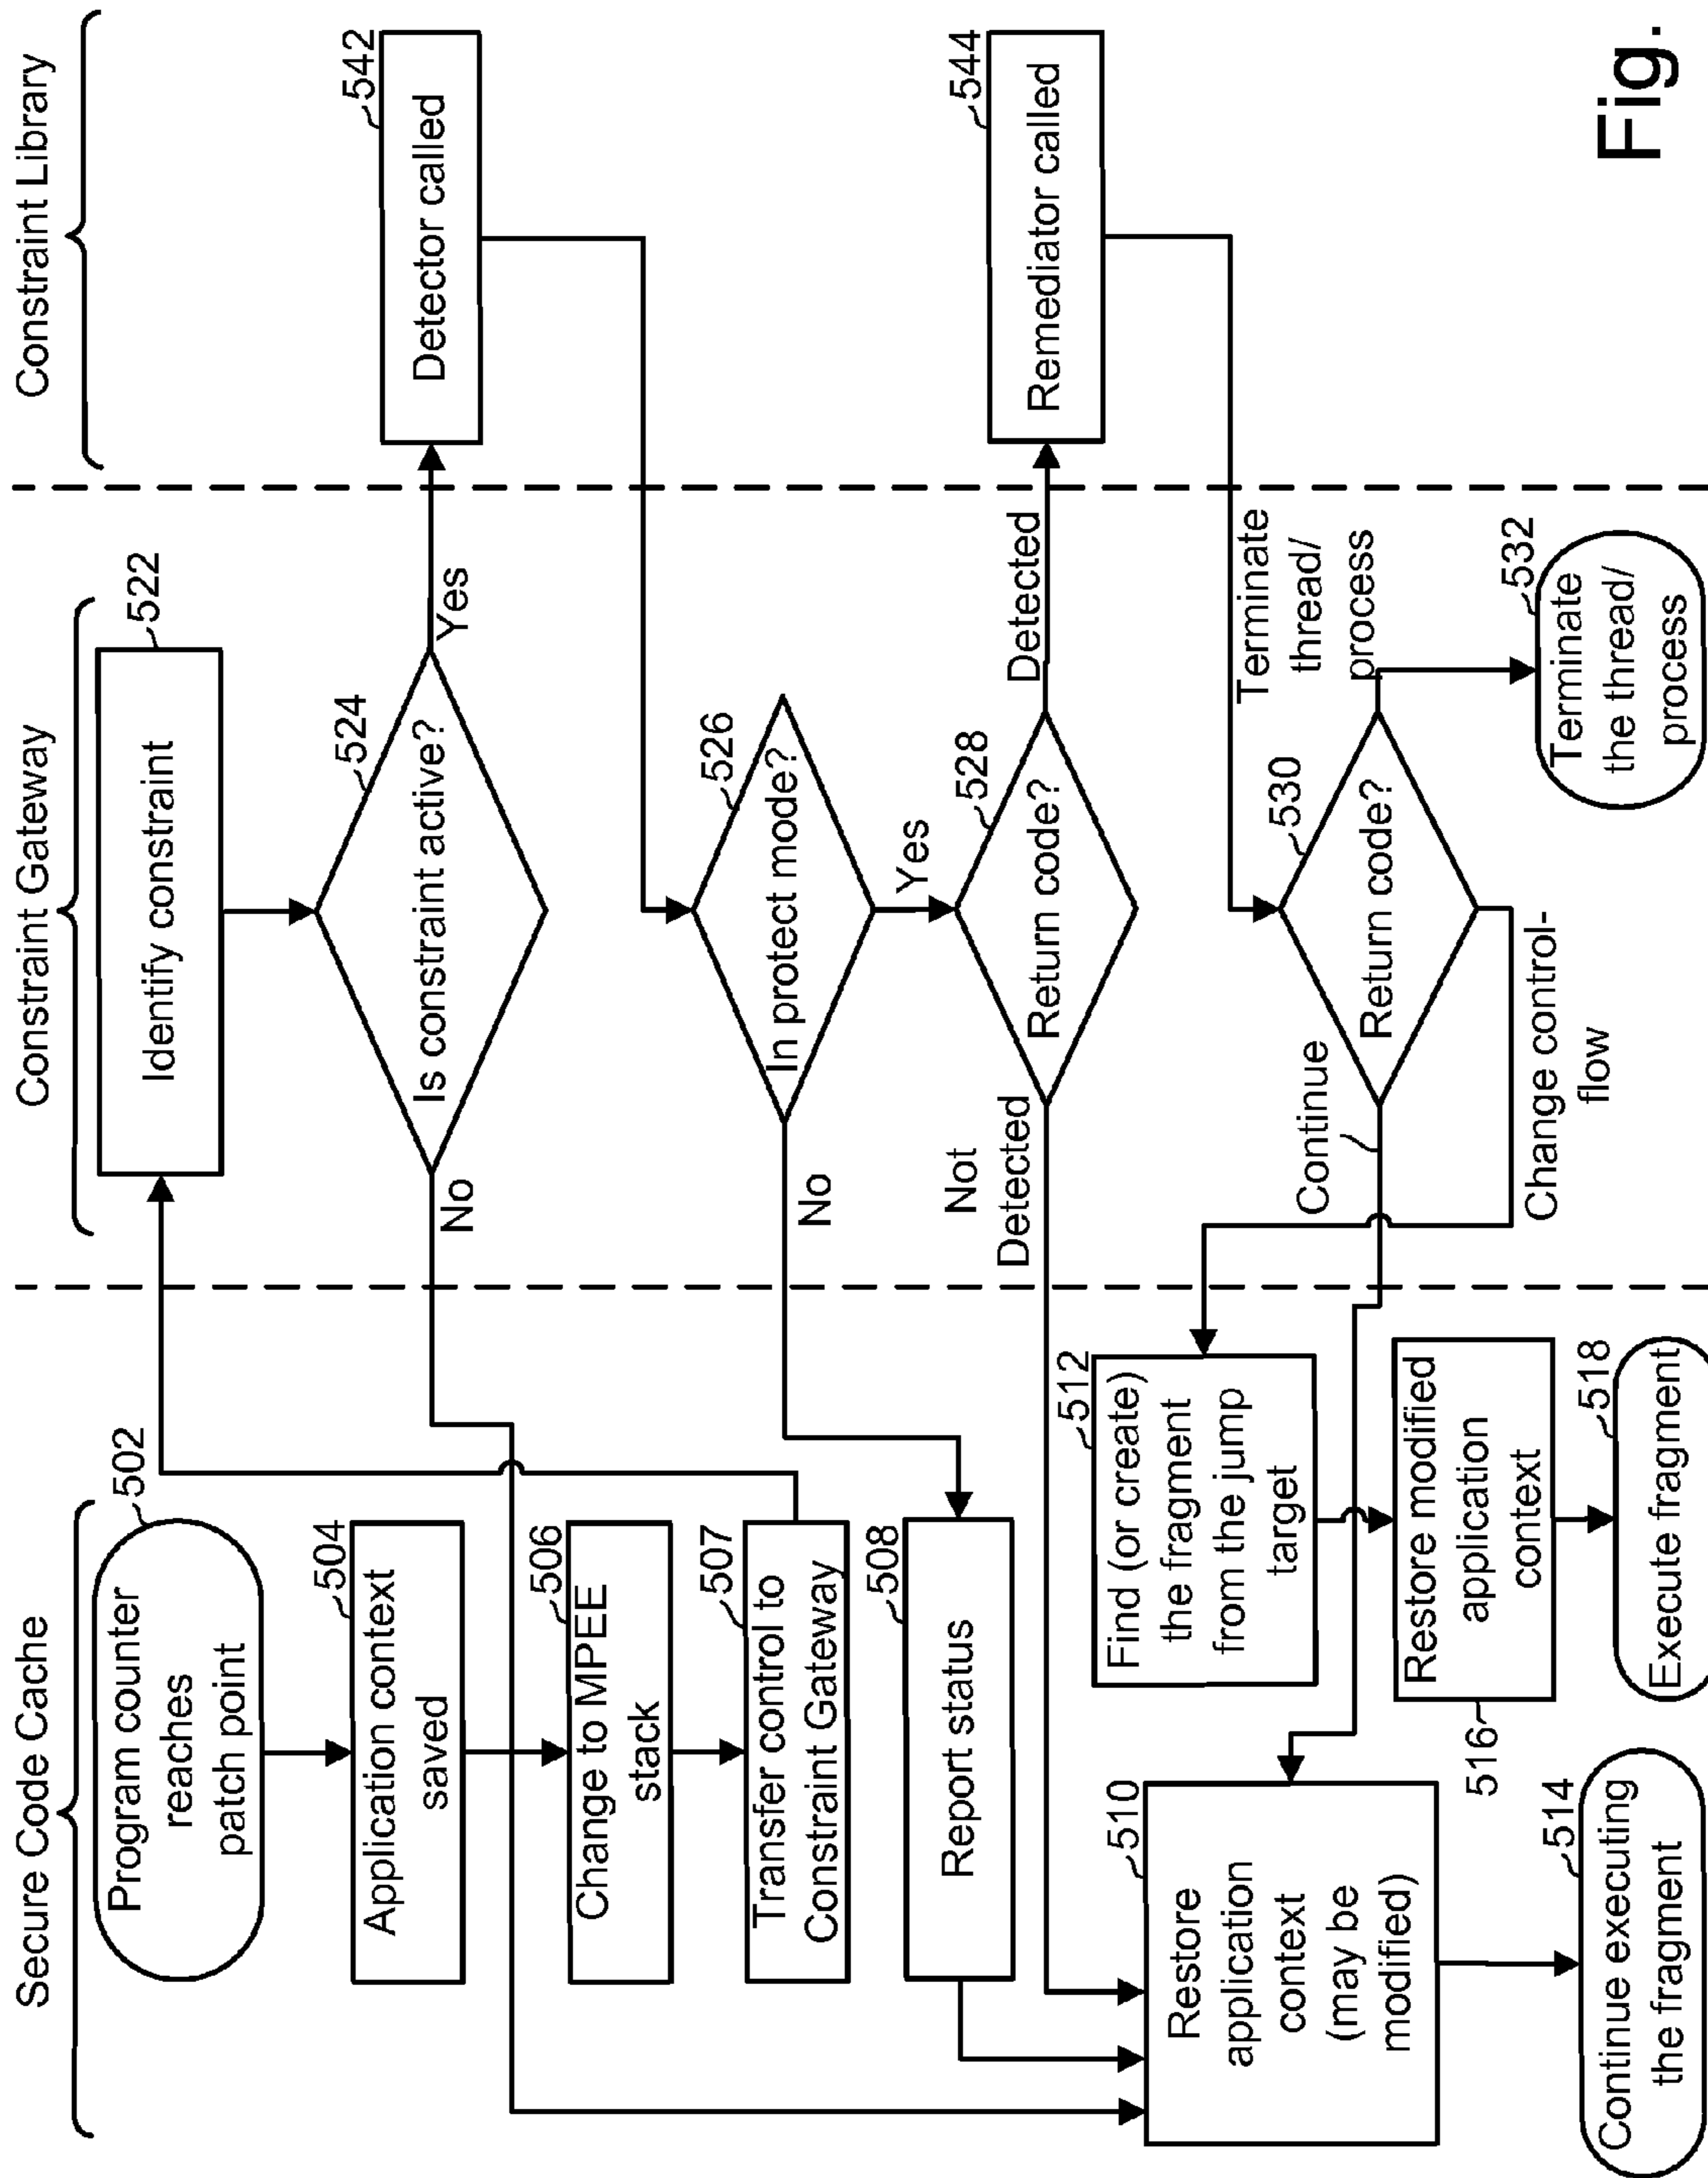 Secure Code Cache
Constraint Gateway
Constraint Library
502
Program counter
reaches
patch point
504
Application context
saved
506
Change to MPEE
stack
507
Transfer control to
Constraint Gateway
508
Report status
510
Restore
application
context
(may be
modified)
514
Continue executing
the fragment
512
Find (or create)
the fragment
from the jump
target
516
Restore modified
application
context
518
Execute fragment
522
Identify constraint
524
Is constraint active?
No
Yes
526
In protect mode?
No
Yes
528
Return code?
Not
Detected
Detected
530
Return code?
Continue
Change control-
flow
Terminate
thread/
process
532
Terminate
the thread/
process
542
Detector called
544
Remediator called
Fig.